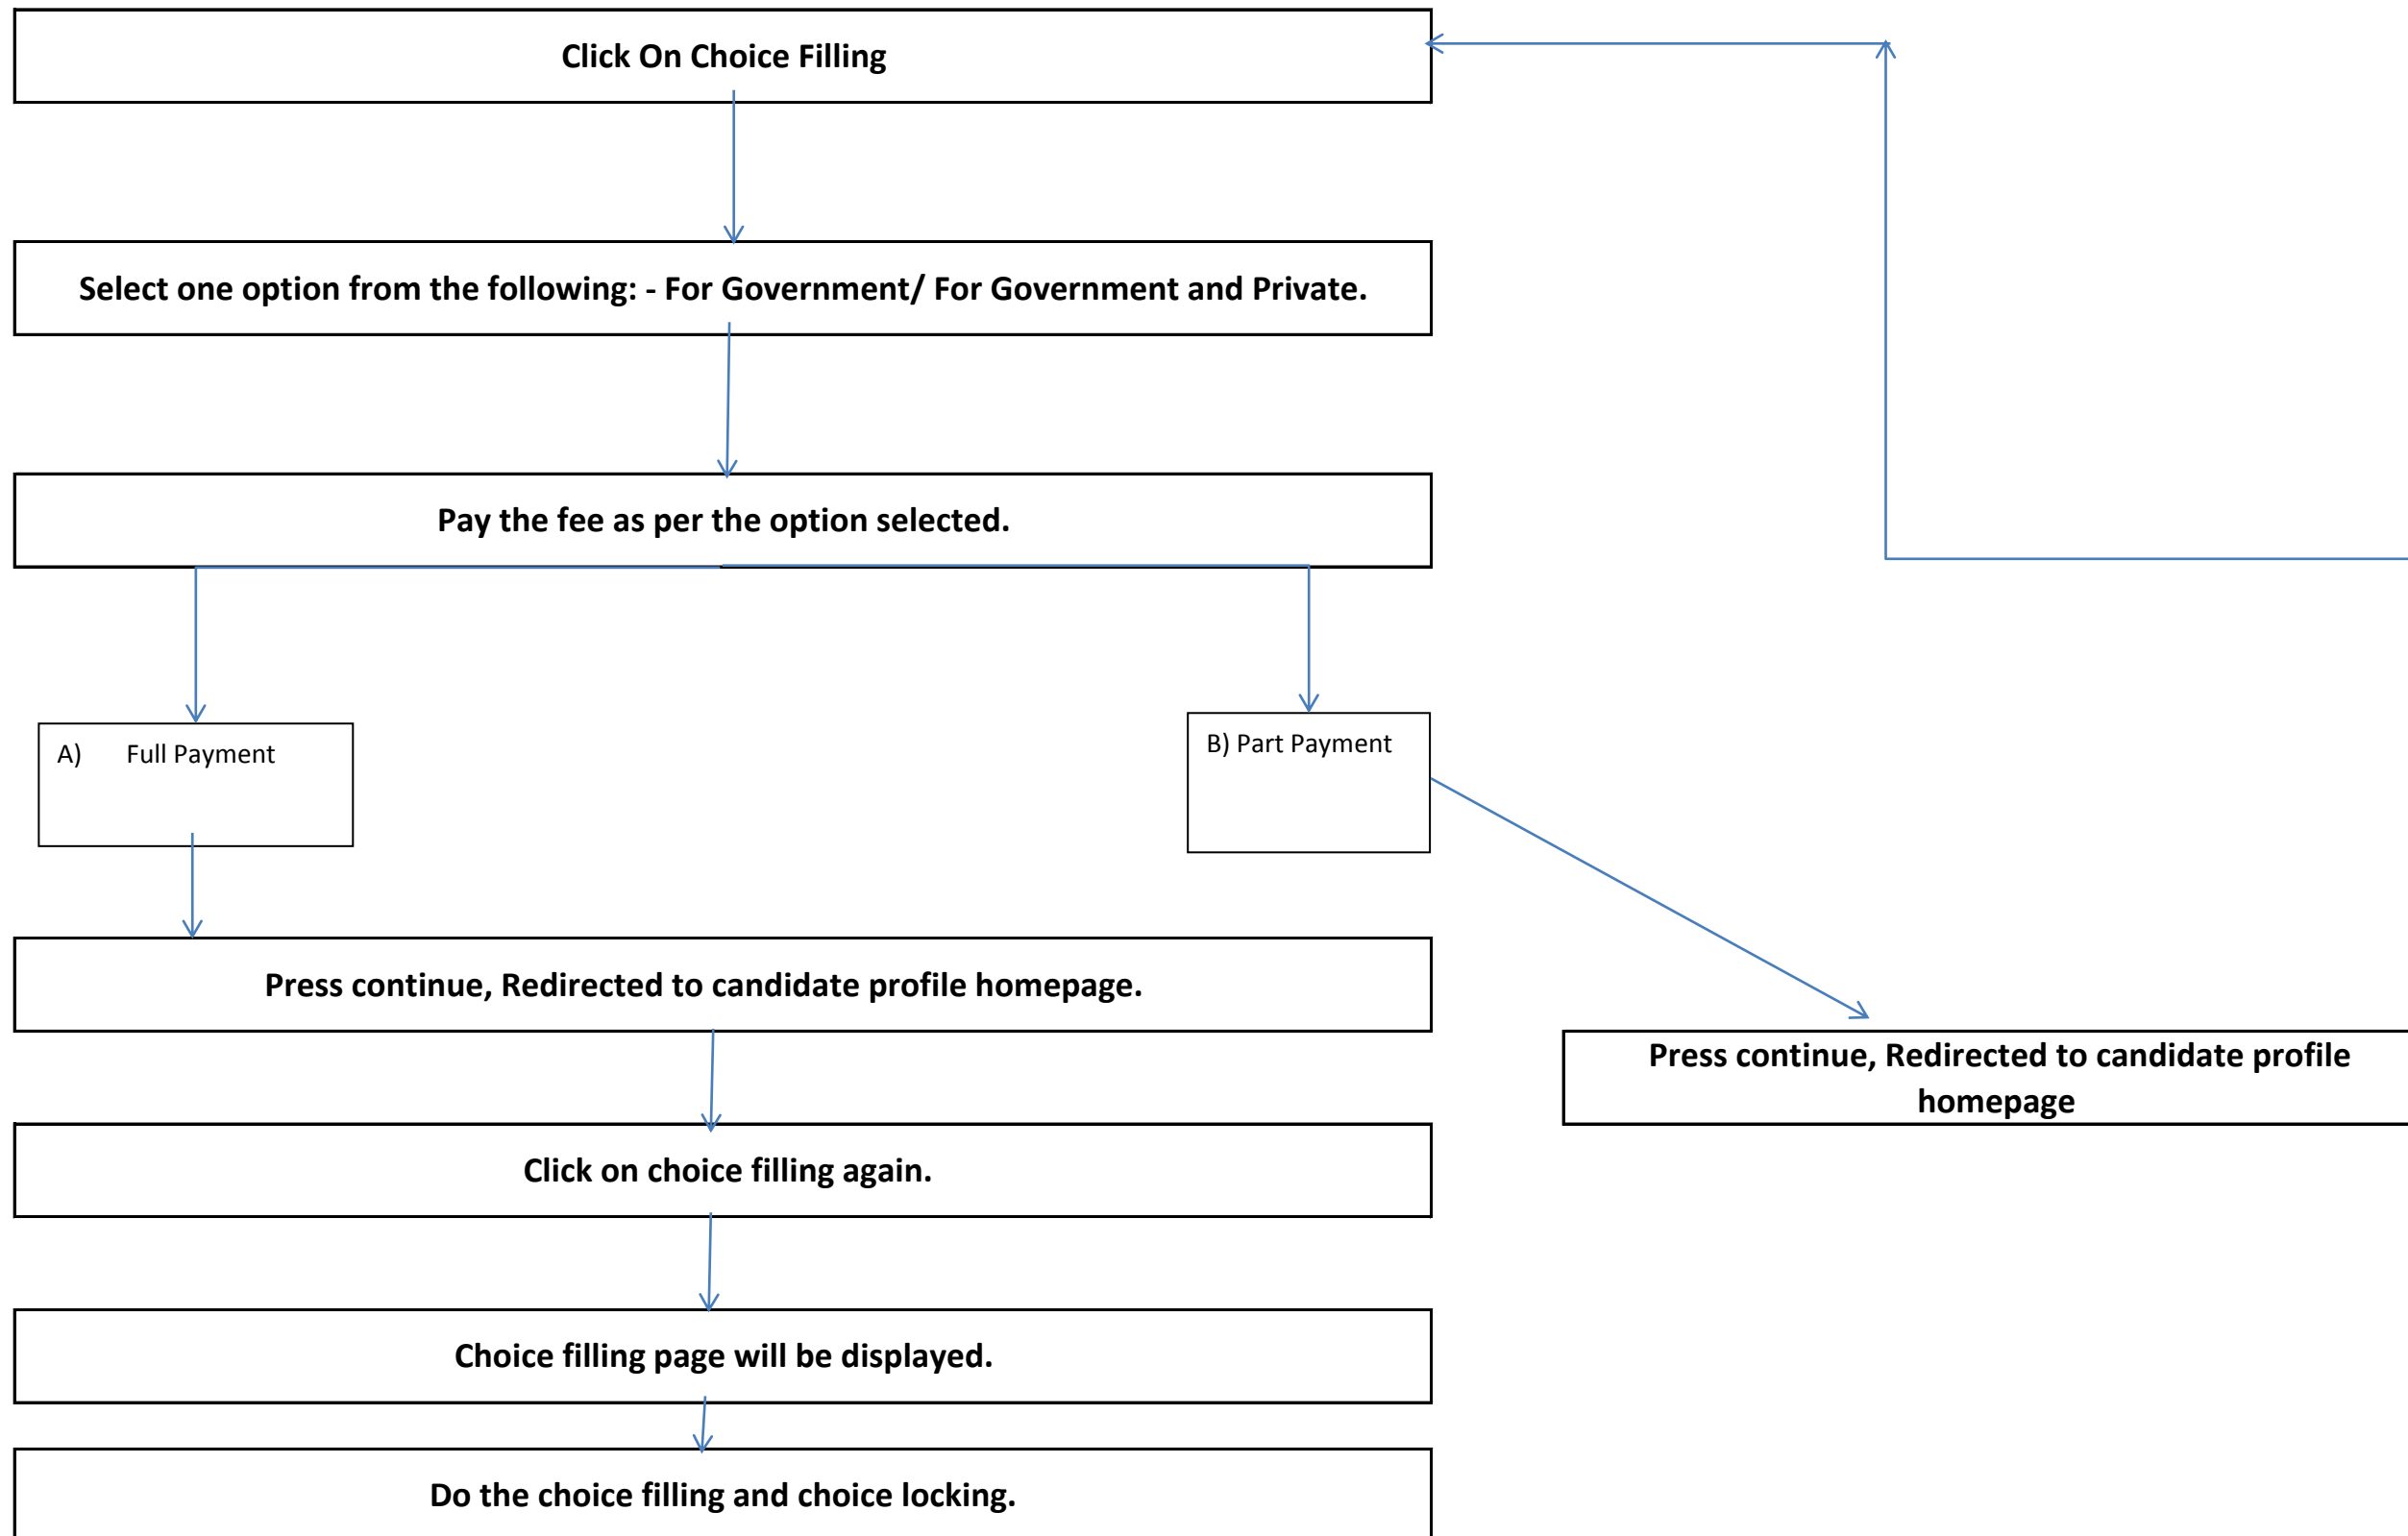 Click On Choice Filling
Select one option from the following: - For Government/ For Government and Private.
Pay the fee as per the option selected.
A) Full Payment
B) Part Payment
Press continue, Redirected to candidate profile homepage.
Press continue, Redirected to candidate profile
homepage
Click on choice filling again.
Choice filling page will be displayed.
Do the choice filling and choice locking.